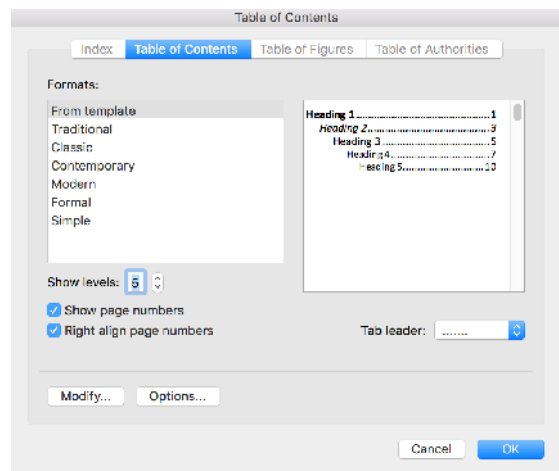 Table of Contents
Index Table of Contents Table of Figures Table of Authorities
Formats:
From template
Traditional
Classic
Contemporary
Modern
Formal
Simple
Heading 1....................................................1
Heading 2...............................................3
Heading 3..........................................5
Heading 4......................................7
Heading 5................................10
Show levels: 5
Show page numbers
Right align page numbers
Tab leader: .......
Modify... Options...
Cancel OK